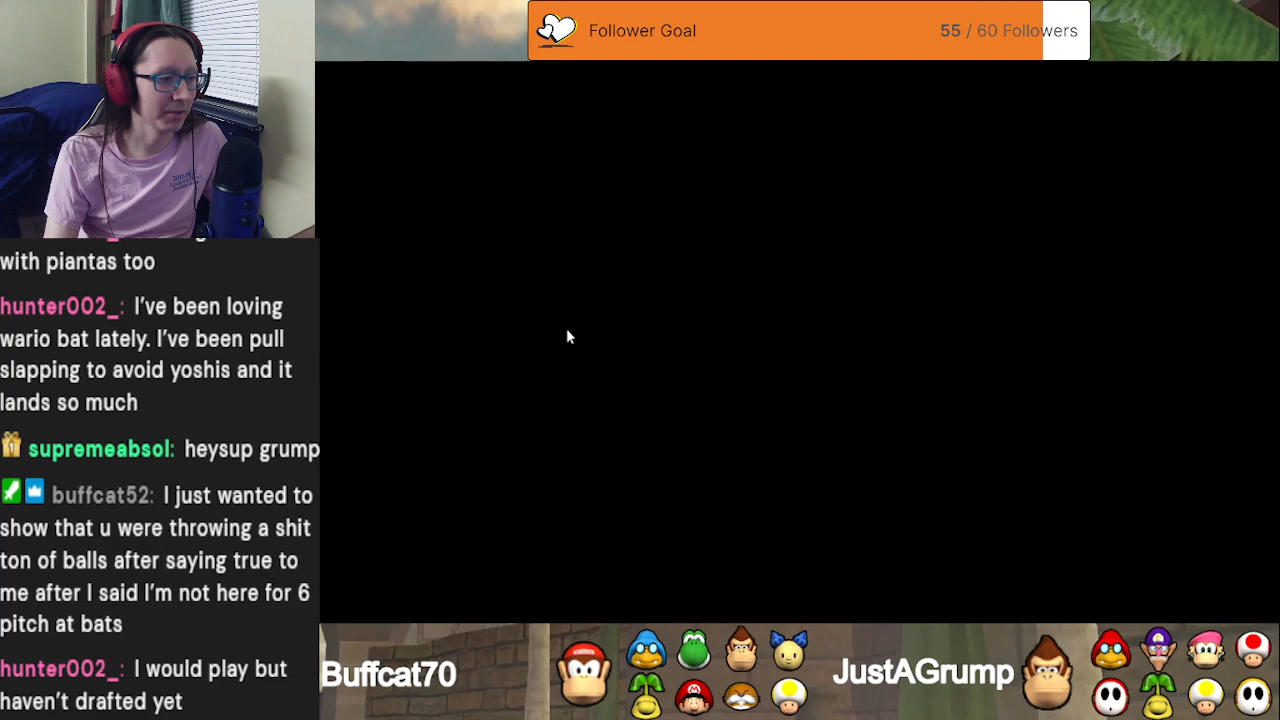 Follower Goal
55 / 60 Followers
with piantas too
hunter002_: I've been loving
wario bat lately. I've been pull
slapping to avoid yoshis and it
lands so much
supremeabsol: heysup grump
buffcat52: I just wanted to
show that u were throwing a shit
ton of balls after saying true to
me after I said I'm not here for 6
pitch at bats
hunter002_: I would play but
haven't drafted yet
Buffcat70
JustAGrump